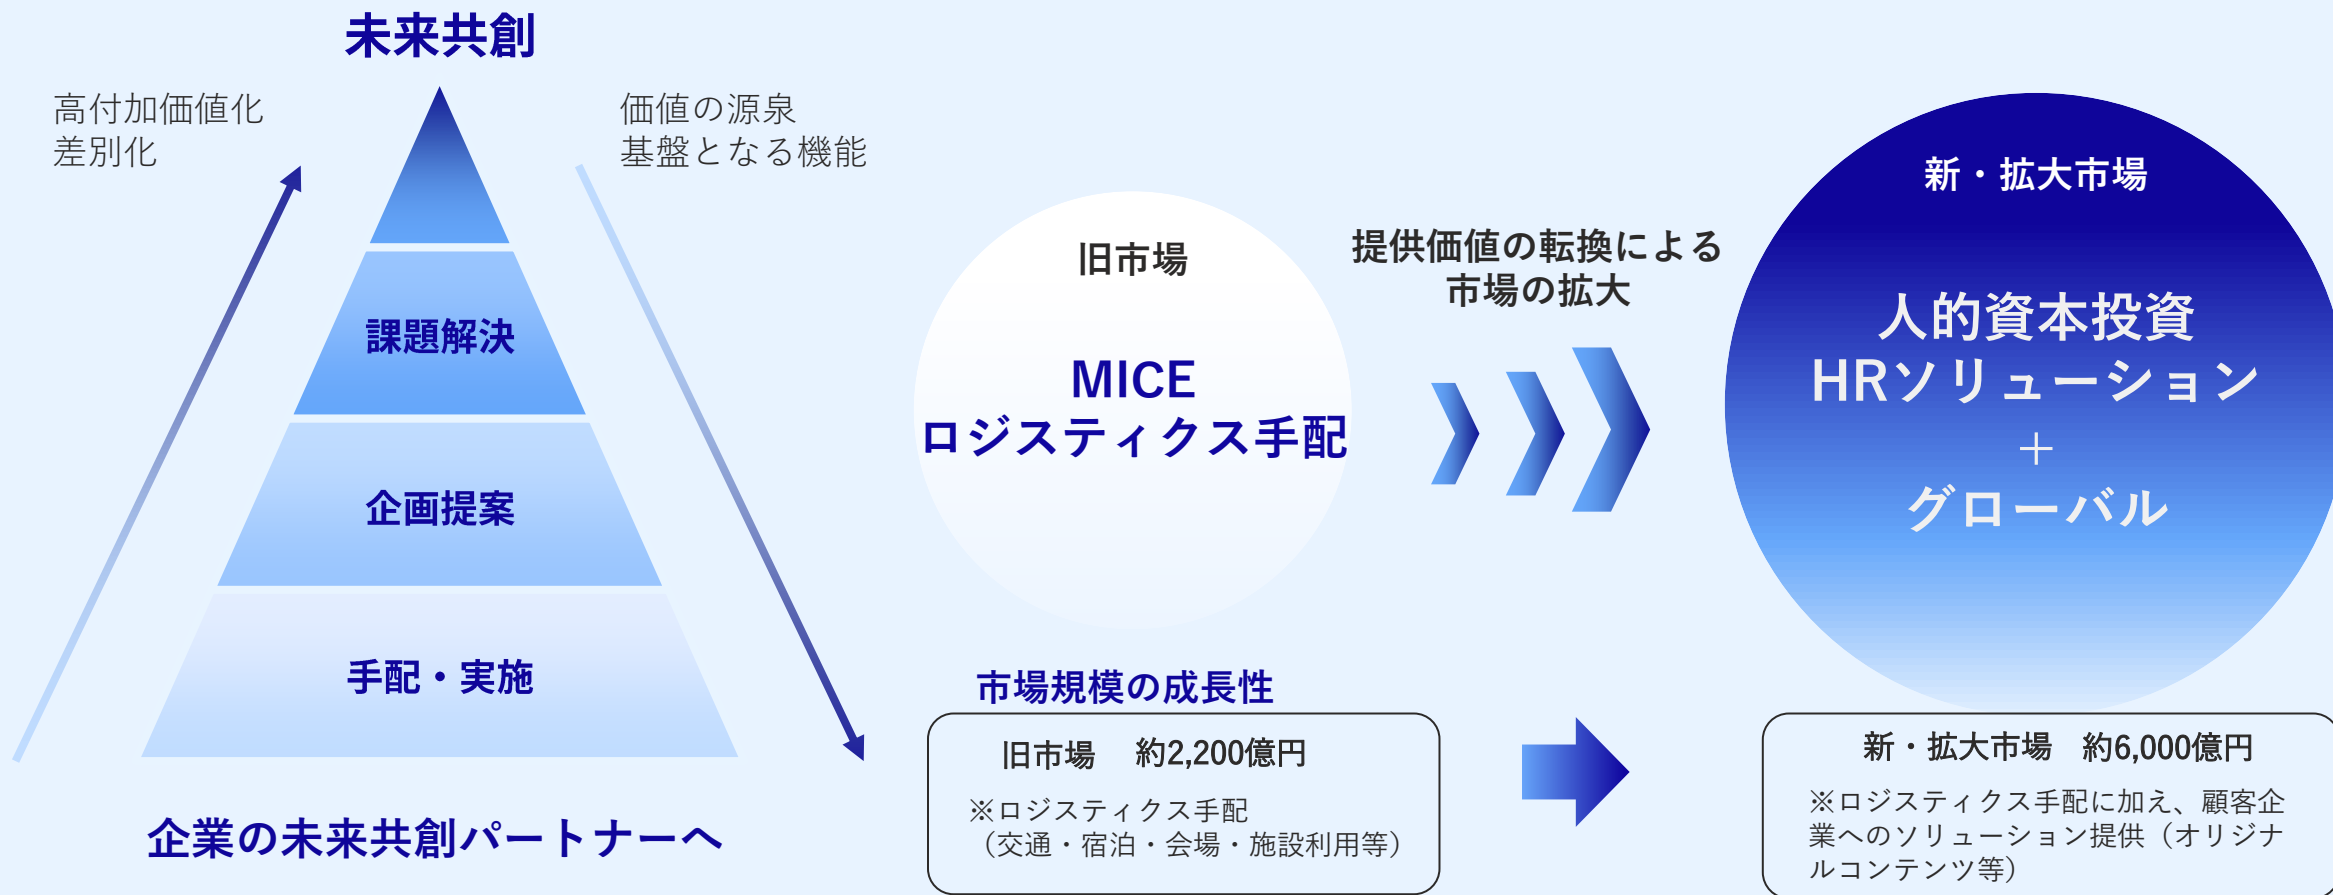 未来共創
高付加価値化
差別化
価値の源泉
基盤となる機能
課題解決
企画提案
手配・実施
企業の未来共創パートナーへ
旧市場
MICE
ロジスティクス手配
提供価値の転換による
市場の拡大
新・拡大市場
人的資本投資
HRソリューション
＋
グローバル
市場規模の成長性
旧市場　約2,200億円
※ロジスティクス手配
（交通・宿泊・会場・施設利用等）
新・拡大市場　約6,000億円
※ロジスティクス手配に加え、顧客企
業へのソリューション提供（オリジナ
ルコンテンツ等）